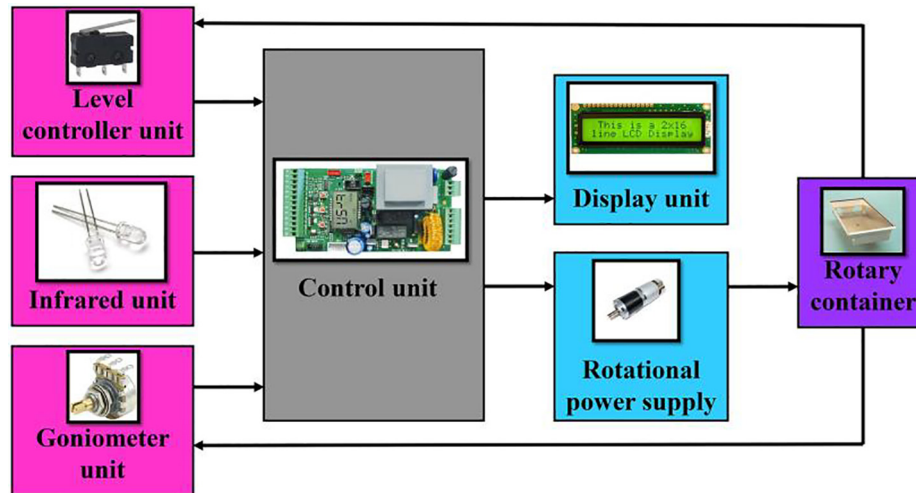 Level
controller unit
Infrared unit
Goniometer
unit
Control unit
This is a 2x16
line LCD Display
Display unit
Rotational
power supply
Rotary
container